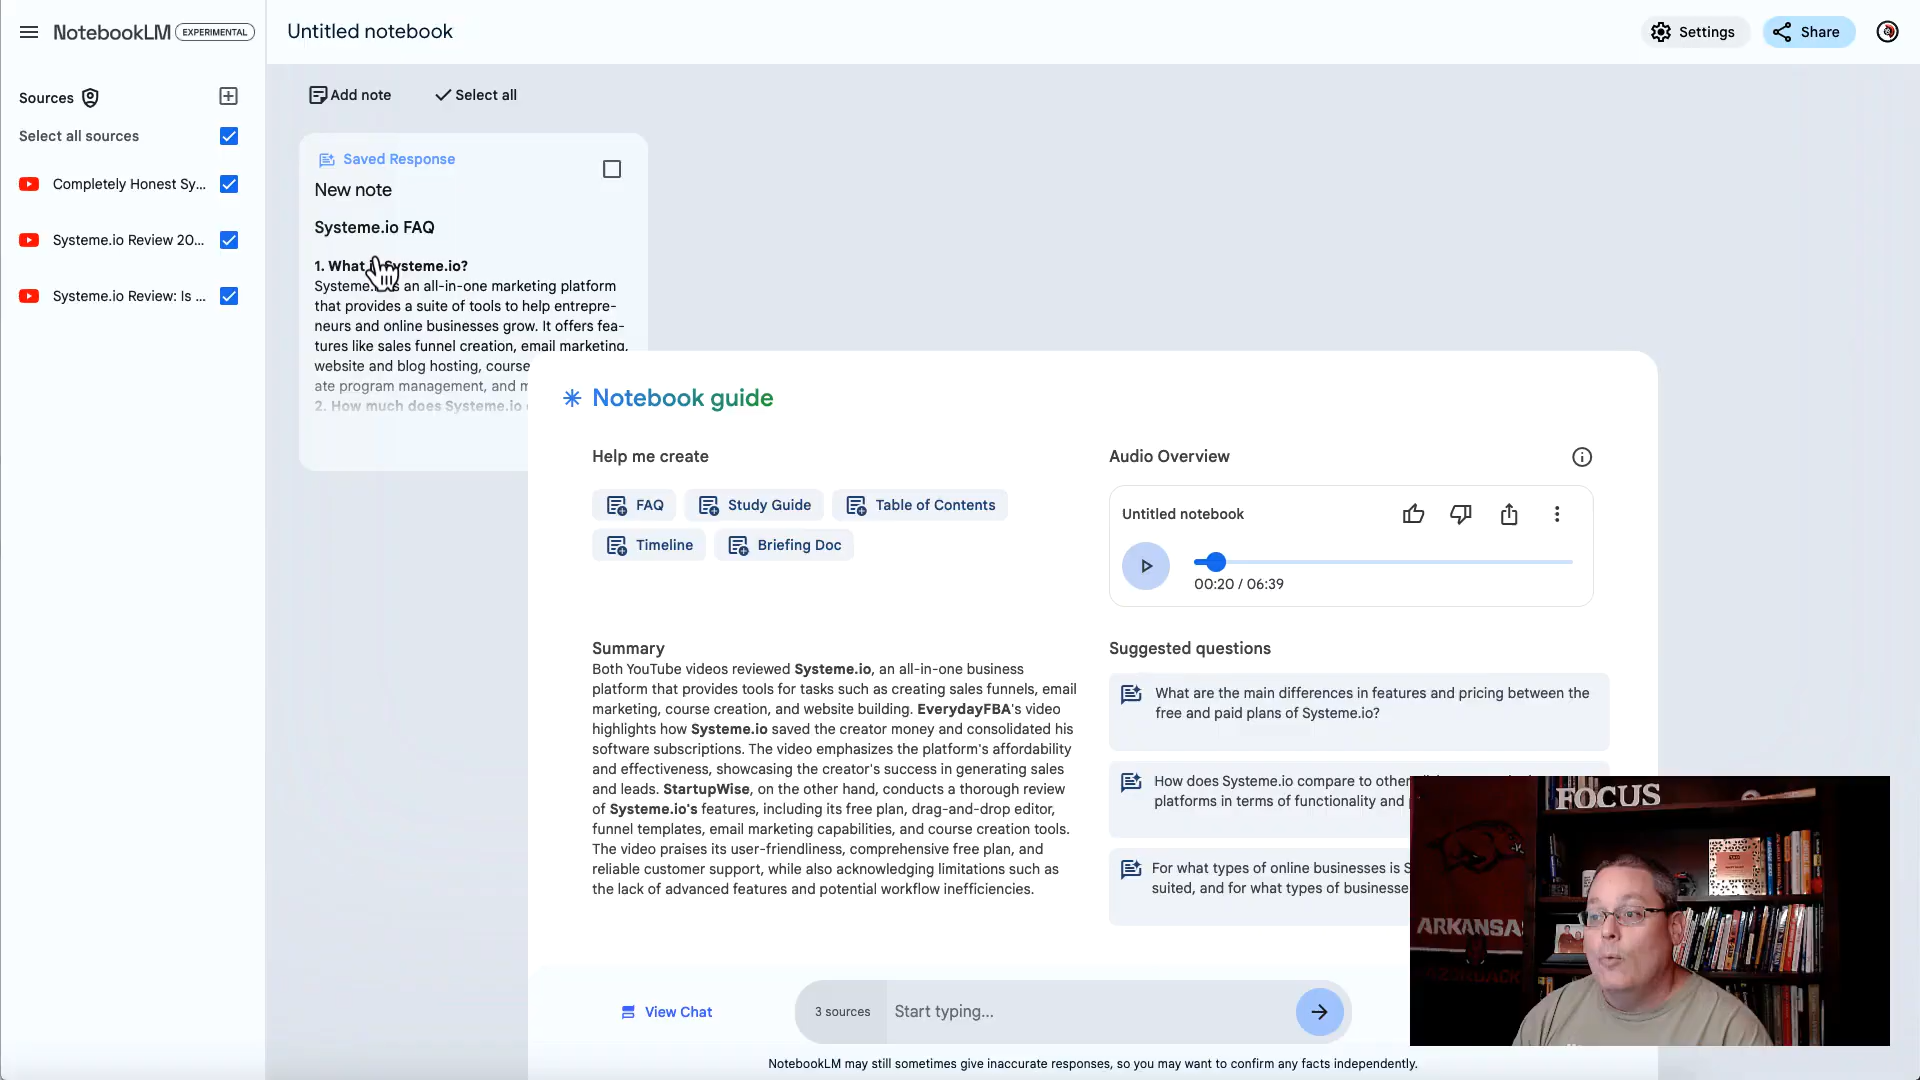 NotebookLM EXPERIMENTAL
Untitled notebook
Settings
Share
Sources
Select all sources
Completely Honest Sy...
Systeme.io Review 20...
Systeme.io Review: Is ...
Add note
Select all
Saved Response
New note
Systeme.io FAQ
1. What Systeme.io?
Systeme. an all-in-one marketing platform
that provides a suite of tools to help entrepre-
neurs and online businesses grow. It offers fea-
tures like sales funnel creation, email marketing,
website and blog hosting, course
ate program management, and
2. How much does Systeme.io
Notebook guide
Help me create
FAQ
Study Guide
Table of Contents
Timeline
Briefing Doc
Audio Overview
Untitled notebook
00:20 / 06:39
Summary
Both YouTube videos reviewed Systeme.io, an all-in-one business
platform that provides tools for tasks such as creating sales funnels, email
marketing, course creation, and website building. EverydayFBA's video
highlights how Systeme.io saved the creator money and consolidated his
software subscriptions. The video emphasizes the platform's affordability
and effectiveness, showcasing the creator's success in generating sales
and leads. StartupWise, on the other hand, conducts a thorough review
of Systeme.io's features, including its free plan, drag-and-drop editor,
funnel templates, email marketing capabilities, and course creation tools.
The video praises its user-friendliness, comprehensive free plan, and
reliable customer support, while also acknowledging limitations such as
the lack of advanced features and potential workflow inefficiencies.
Suggested questions
What are the main differences in features and pricing between the
free and paid plans of Systeme.io?
How does Systeme.io compare to other
platforms in terms of functionality and
For what types of online businesses is S
suited, and for what types of businesse
FOCUS
ARKANSA
View Chat
3 sources
Start typing...
NotebookLM may still sometimes give inaccurate responses, so you may want to confirm any facts independently.